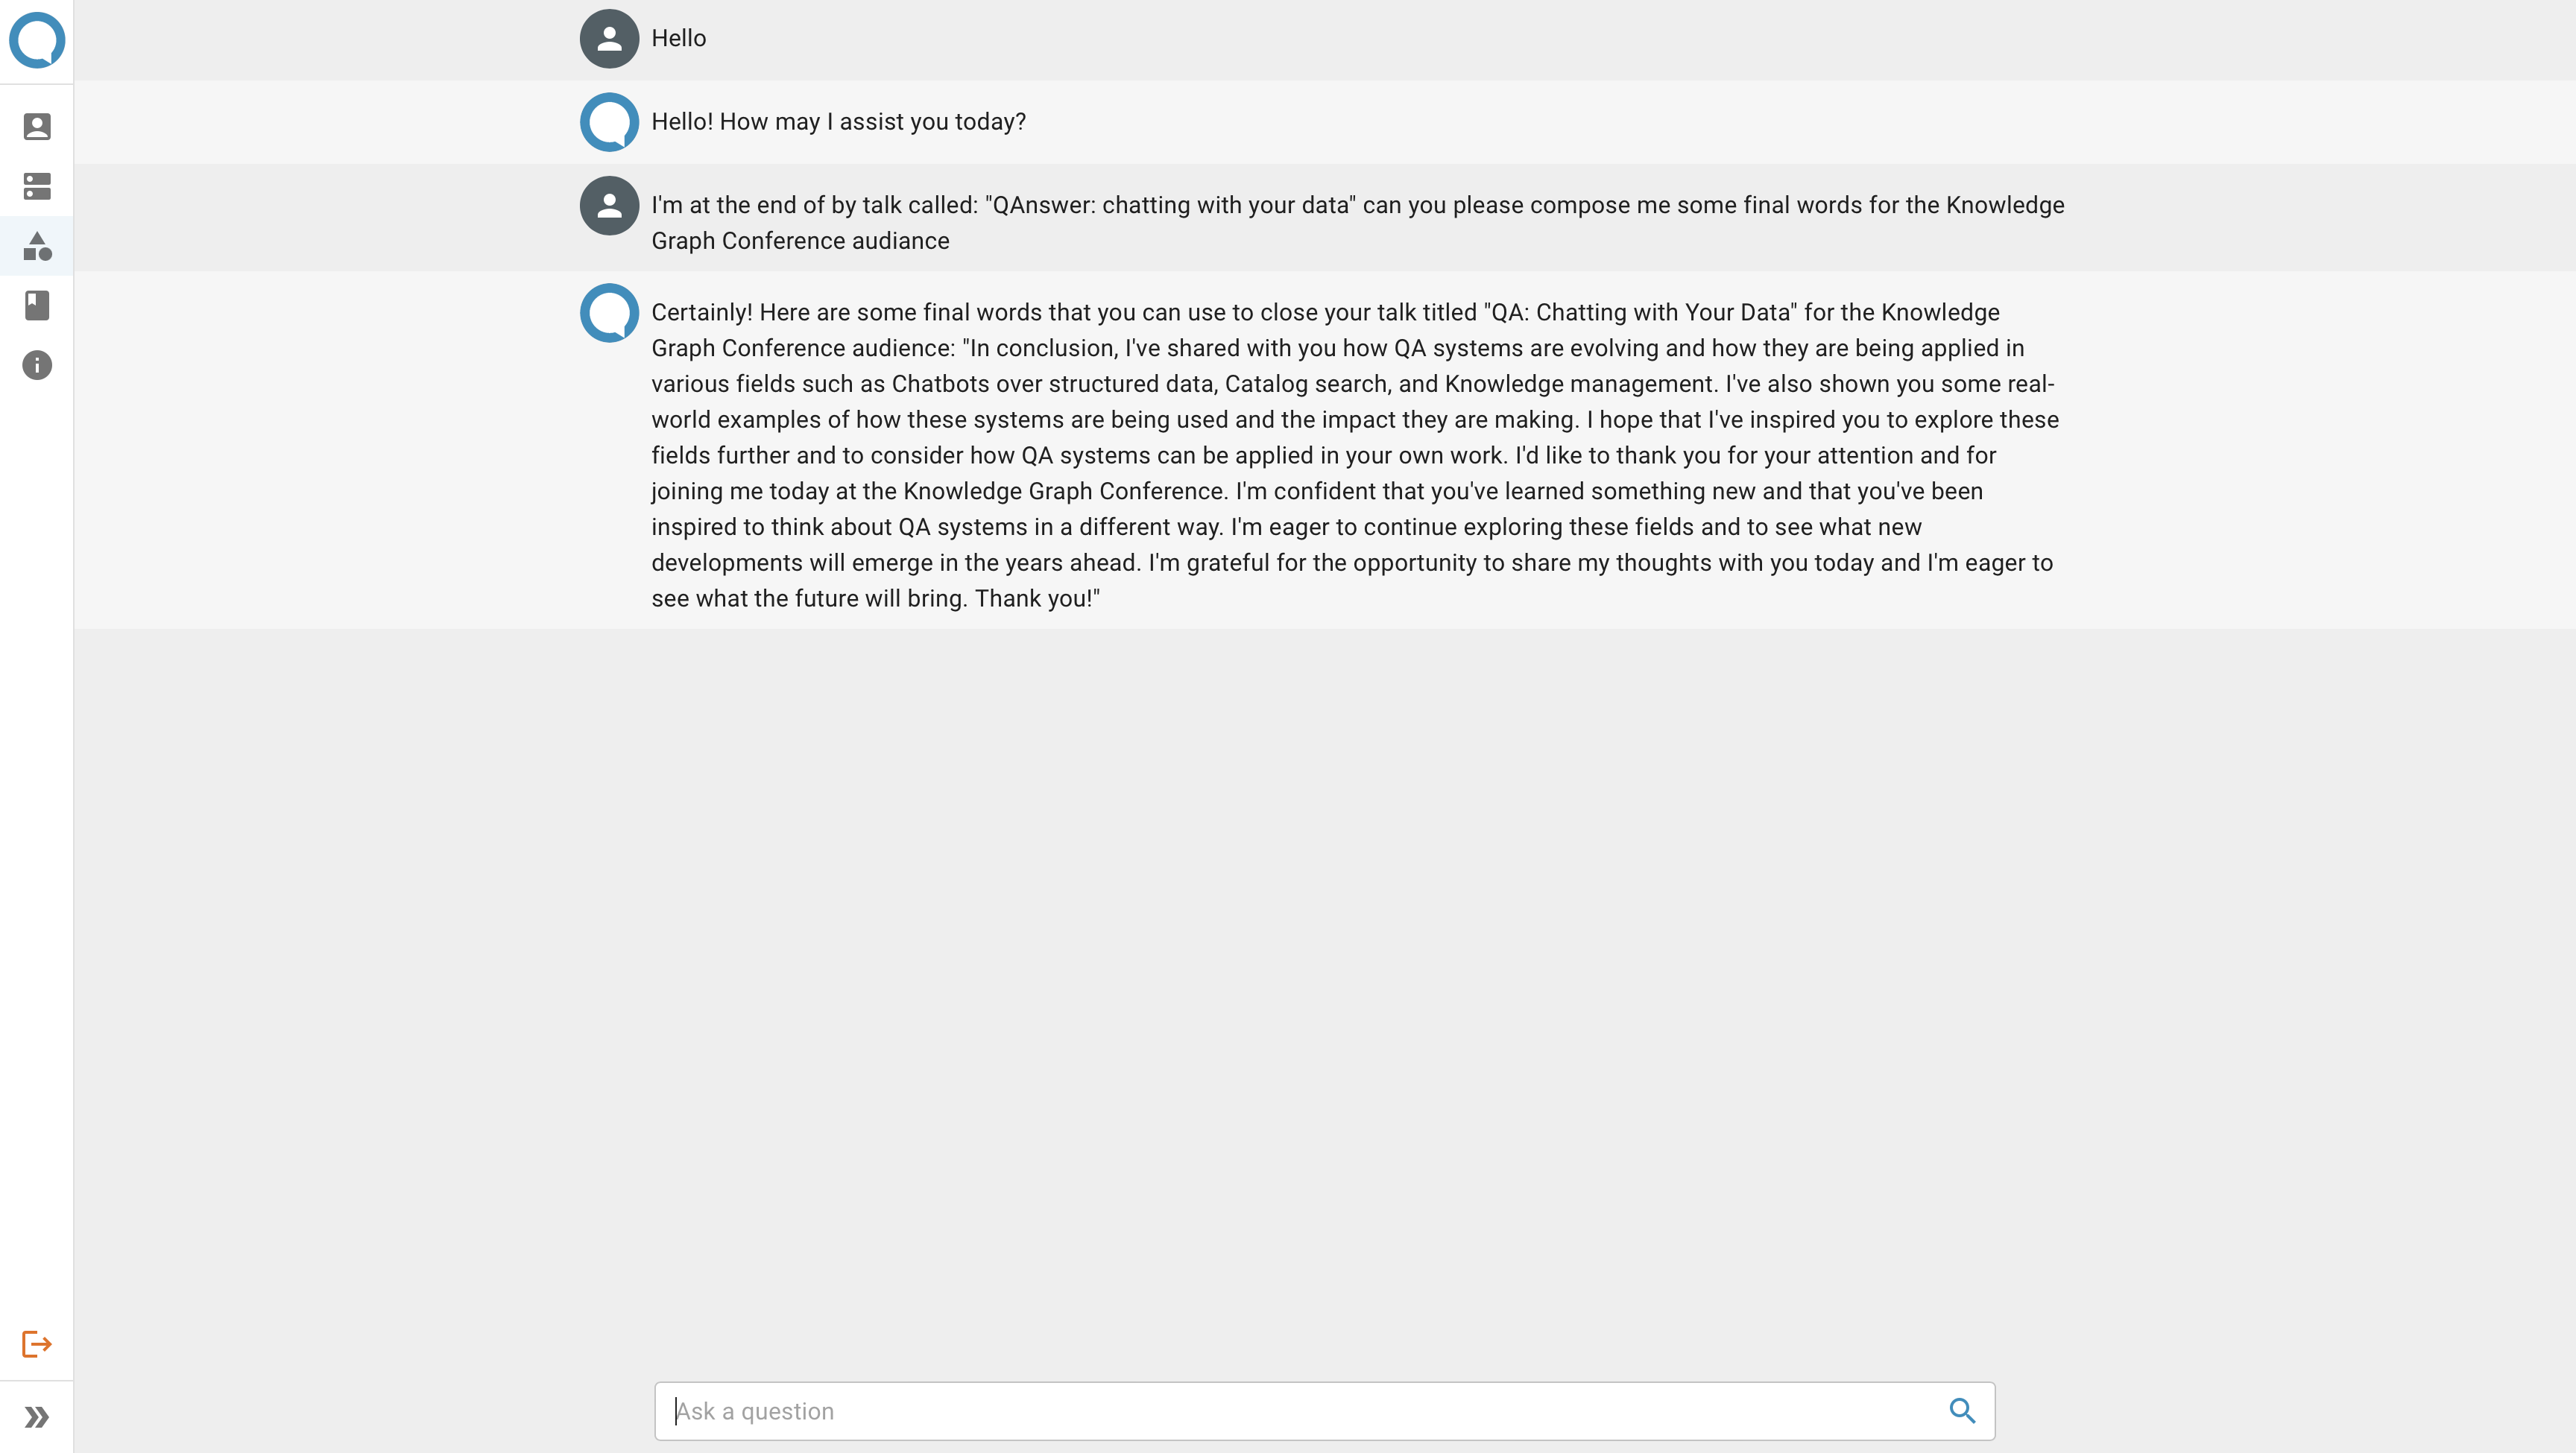 Hello
Hello! How may I assist you today?
I'm at the end of by talk called: "QAnswer: chatting with your data" can you please compose me some final words for the Knowledge
Graph Conference audiance
Certainly! Here are some final words that you can use to close your talk titled "QA: Chatting with Your Data" for the Knowledge
Graph Conference audience: "In conclusion, I've shared with you how QA systems are evolving and how they are being applied in
various fields such as Chatbots over structured data, Catalog search, and Knowledge management. I've also shown you some real-
world examples of how these systems are being used and the impact they are making. I hope that I've inspired you to explore these
fields further and to consider how QA systems can be applied in your own work. I'd like to thank you for your attention and for
joining me today at the Knowledge Graph Conference. I'm confident that you've learned something new and that you've been
inspired to think about QA systems in a different way. I'm eager to continue exploring these fields and to see what new
developments will emerge in the years ahead. I'm grateful for the opportunity to share my thoughts with you today and I'm eager to
see what the future will bring. Thank you!"
Ask a question